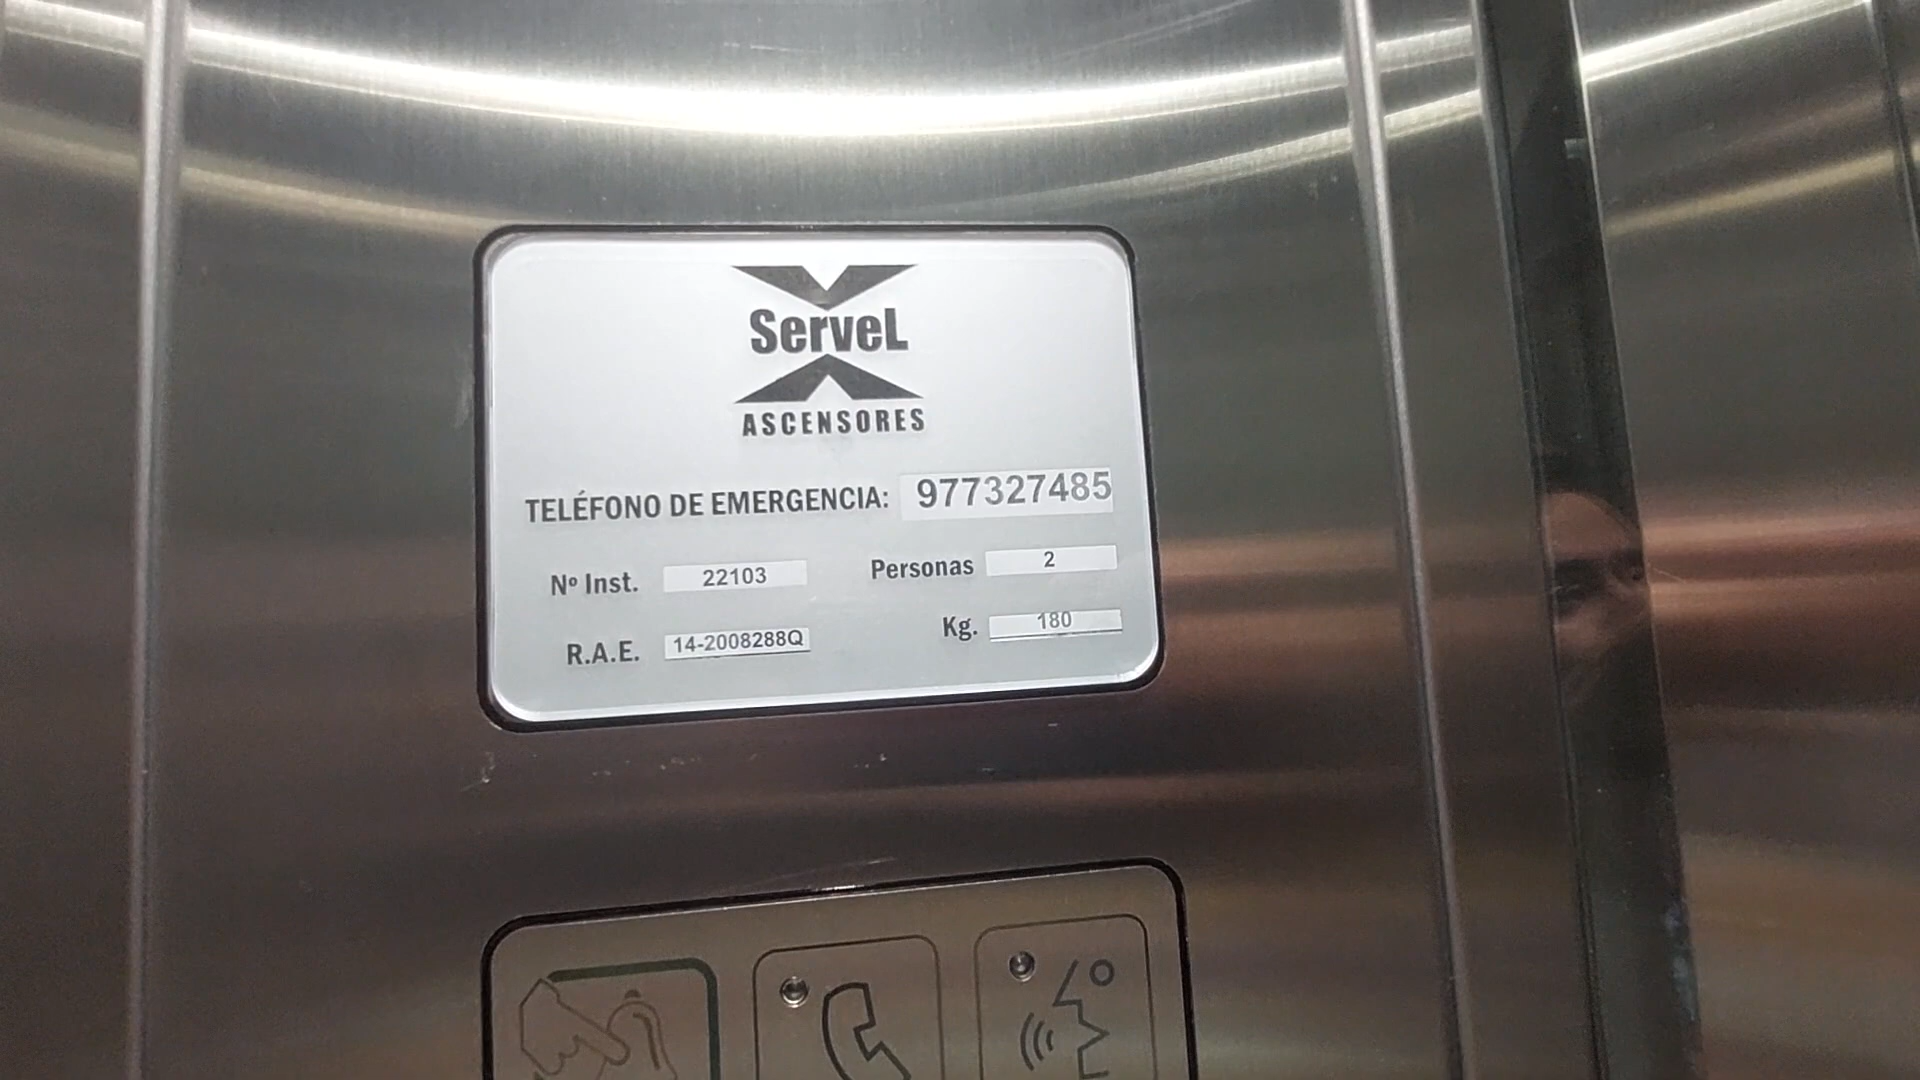 ServeL
ASCENSORES
TELÉFONO DE EMERGENCIA: 977327485
Nº Inst. 22103 Personas 2
R.A.E. 14-2008288Q Kg. 180